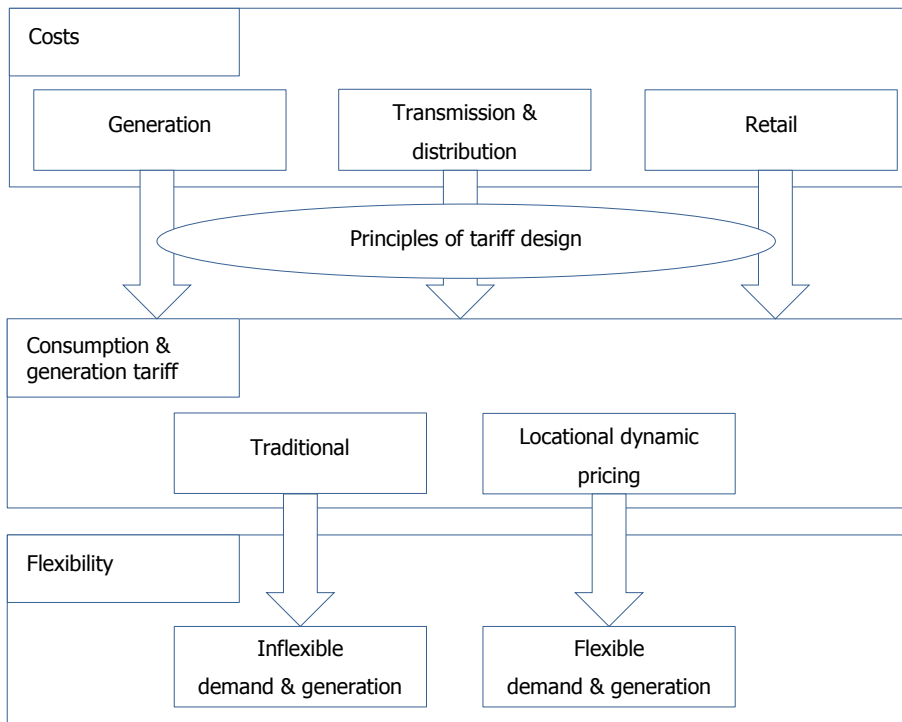 Costs
Generation
Transmission &
distribution
Retail
Principles of tariff design
Consumption &
generation tariff
Traditional
Locational dynamic
pricing
Flexibility
Inflexible
demand & generation
Flexible
demand & generation